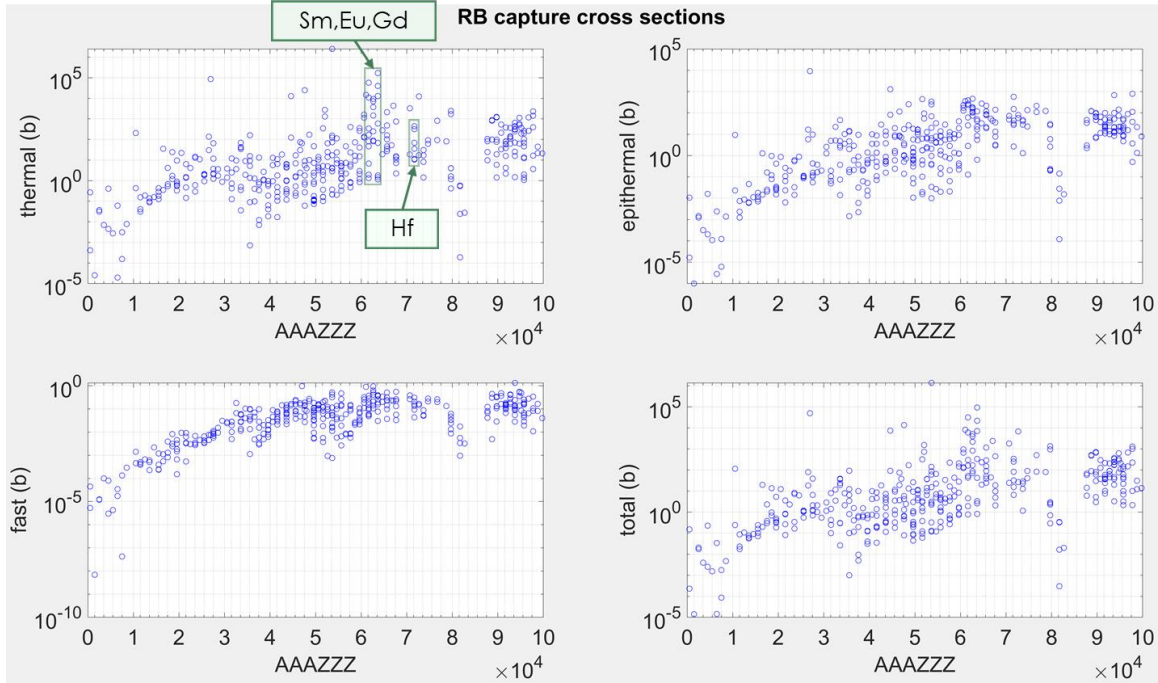 Sm,Eu,Gd
RB capture cross sections
thermal (b)
10^5
10^0
10^-5
0 1 2 3 4 5 6 7 8 9 10
AAAZZZ
×10^4
Hf
epithermal (b)
10^5
10^0
10^-5
0 1 2 3 4 5 6 7 8 9 10
AAAZZZ
×10^4
fast (b)
10^0
10^-5
10^-10
0 1 2 3 4 5 6 7 8 9 10
AAAZZZ
×10^4
total (b)
10^5
10^0
10^-5
0 1 2 3 4 5 6 7 8 9 10
AAAZZZ
×10^4